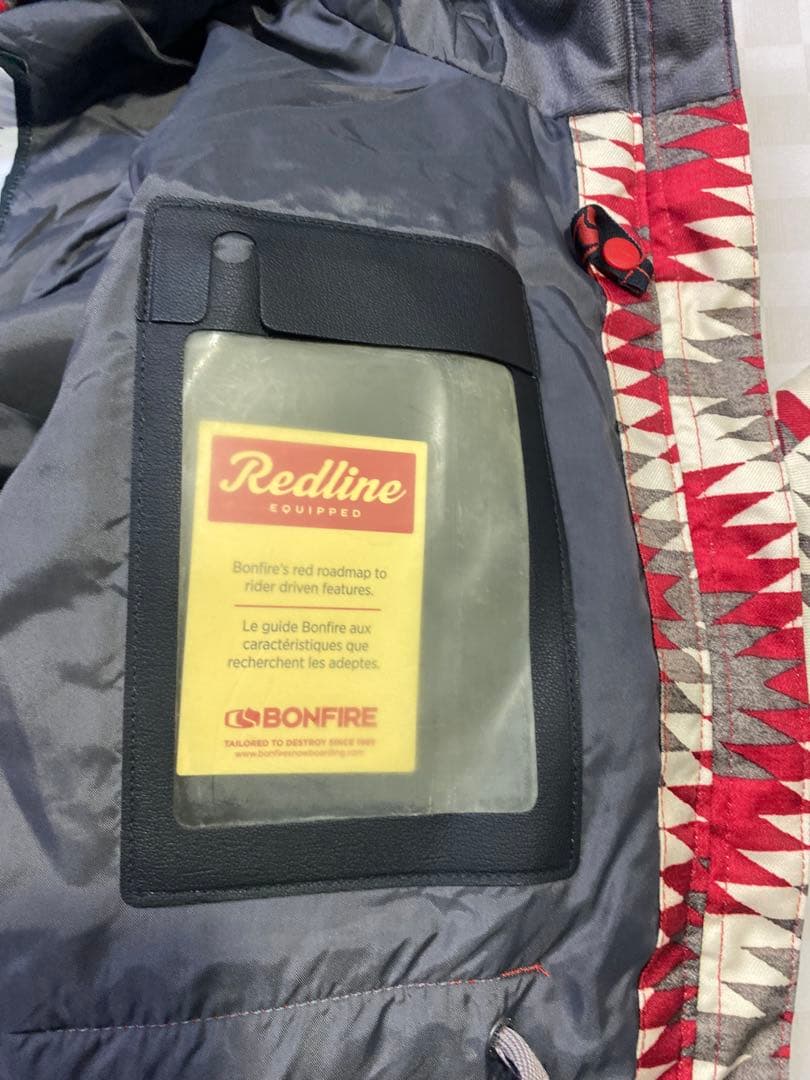 Redline
EQUIPPED
Bonfire's red roadmap to
rider driven features.
Le guide Bonfire aux
caractéristiques que
recherchent les adeptes.
BONFIRE
TAILORED TO DESTROY SINCE 1989
www.bonfiresnowboarding.com